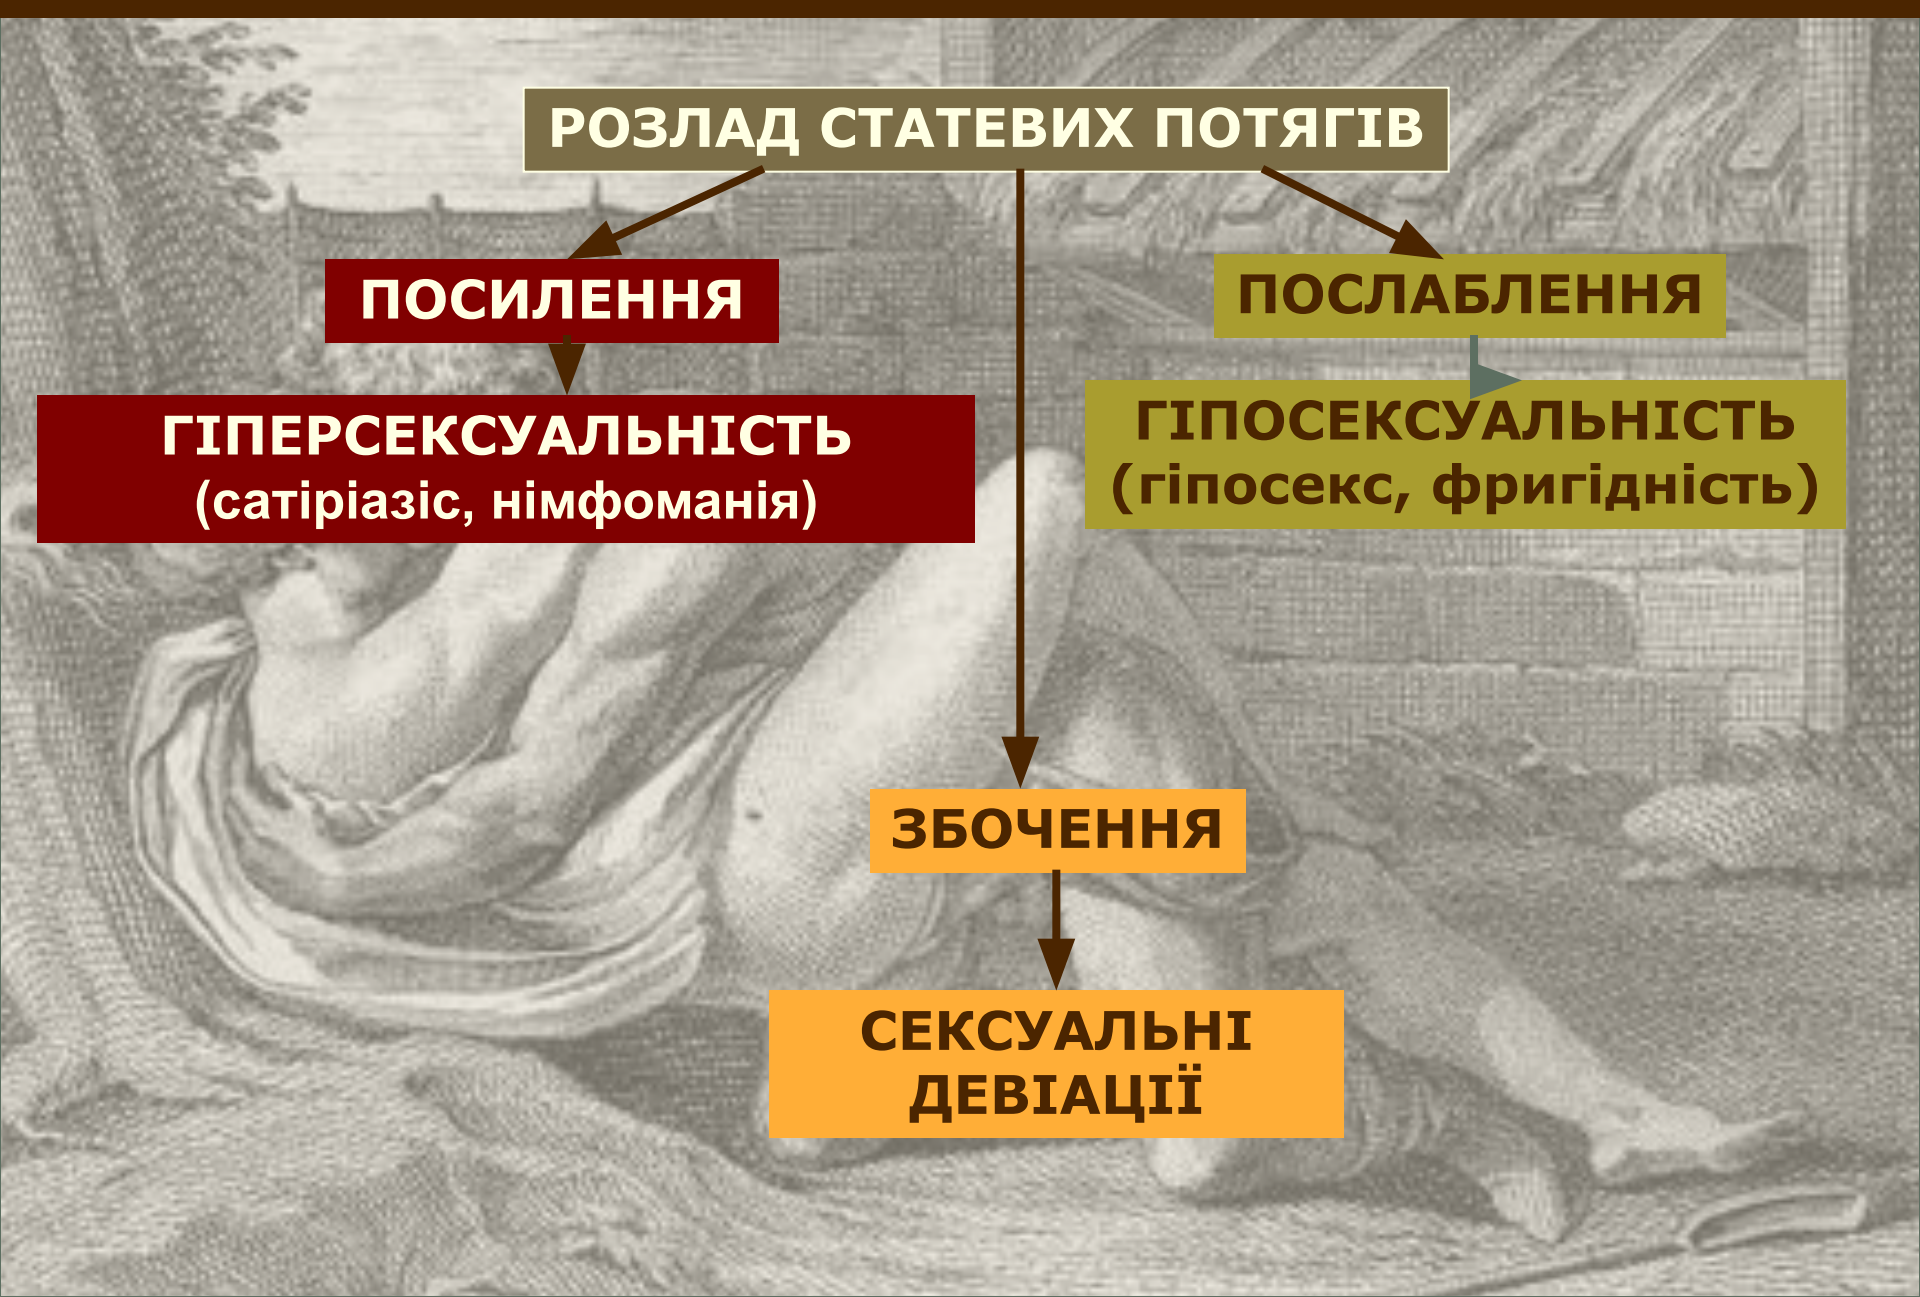 РОЗЛАД СТАТЕВИХ ПОТЯГІВ
ПОСИЛЕННЯ
ПОСЛАБЛЕННЯ
ГІПЕРСЕКСУАЛЬНІСТЬ
(сатіріазіс, німфоманія)
ГІПОСЕКСУАЛЬНІСТЬ
(гіпосекс, фригідність)
ЗБОЧЕННЯ
СЕКСУАЛЬНІ
ДЕВІАЦІЇ